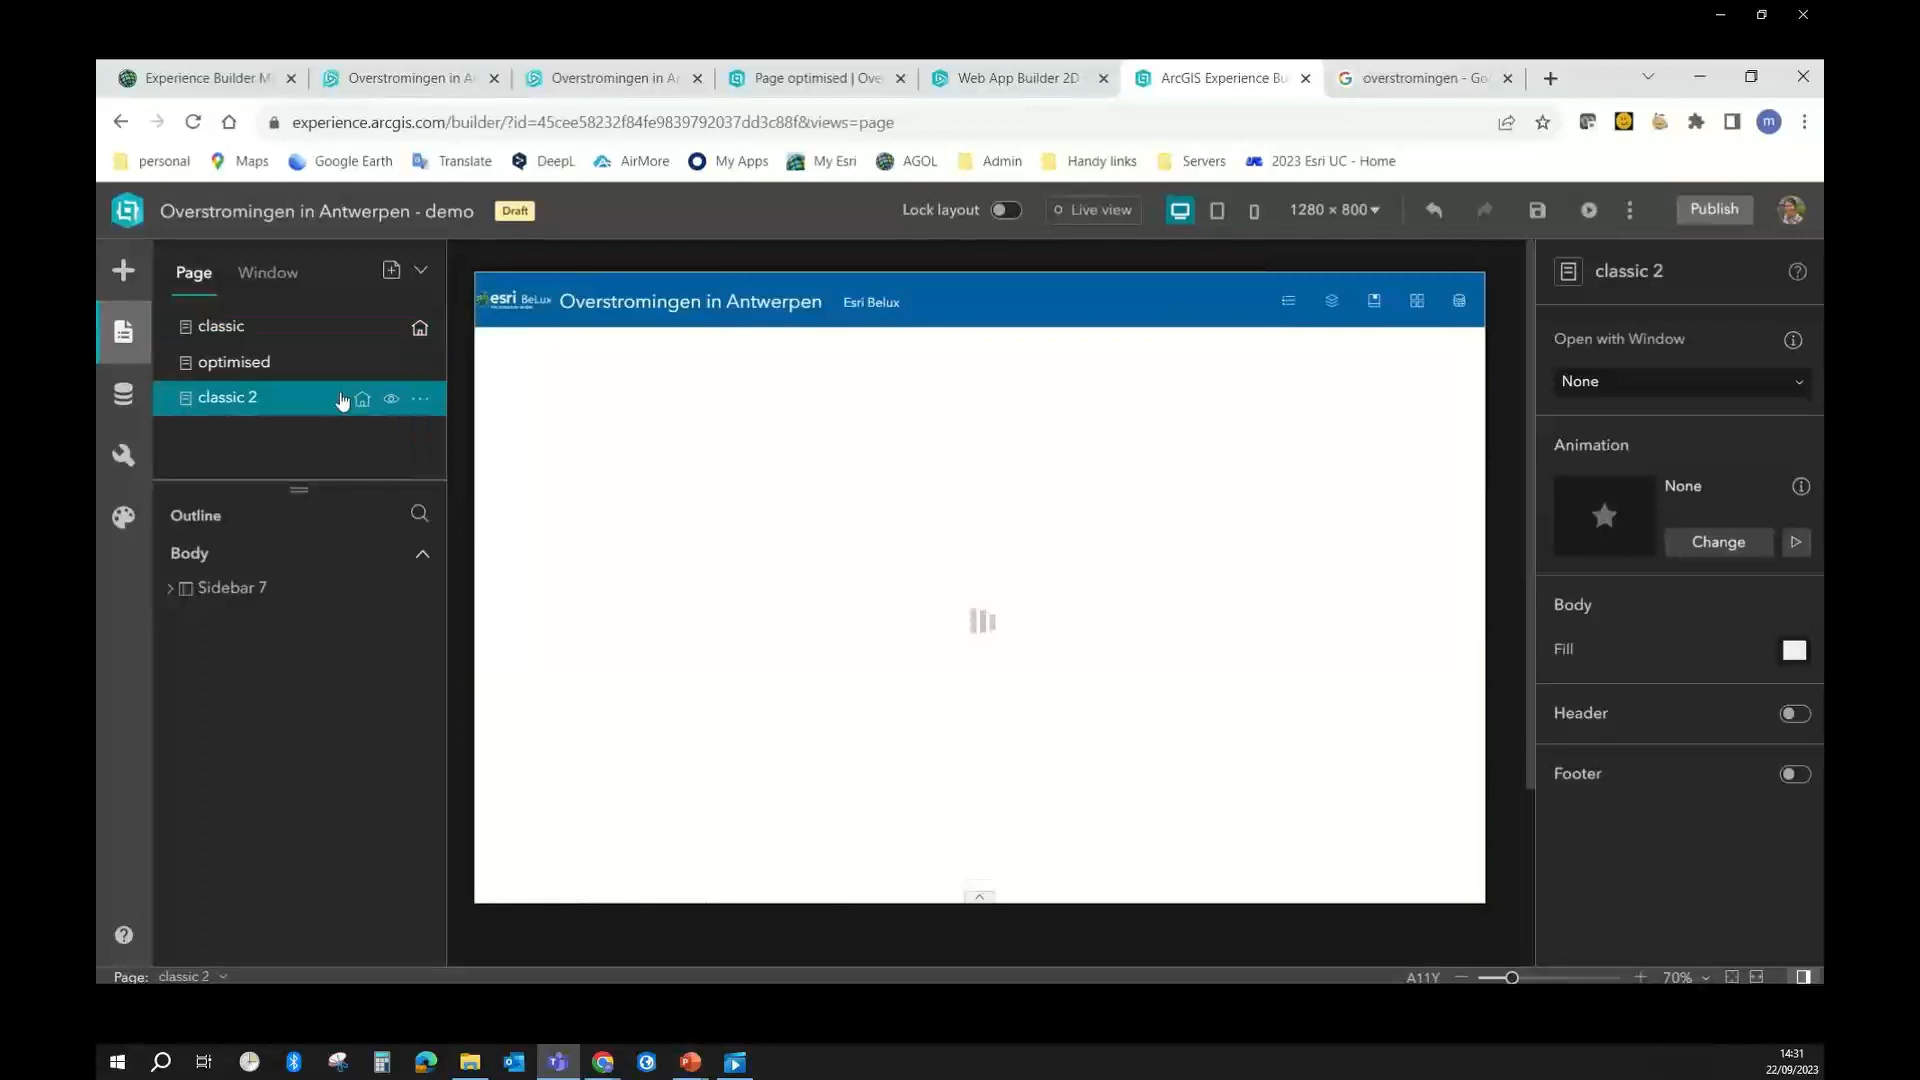 Experience Builder M
Overstromingen in A
Overstromingen in A
Page optimised | Ove
Web App Builder 2D
ArcGIS Experience Bu
overstromingen - Go
experience.arcgis.com/builder/?id=45cee58232f84fe9839792037dd3c88f&views=page
personal
Maps
Google Earth
Translate
DeepL
AirMore
My Apps
My Esri
AGOL
Admin
Handy links
Servers
2023 Esri UC - Home
m
Overstromingen in Antwerpen - demo
Draft
Lock layout
Live view
1280 × 800
Publish
Page
Window
classic
optimised
classic 2
Outline
Body
Sidebar 7
esri BeLux
Overstromingen in Antwerpen
Esri Belux
classic 2
Open with Window
None
Animation
None
Change
Body
Fill
Header
Footer
Page: classic 2
A11Y
70%
14:31
22/09/2023